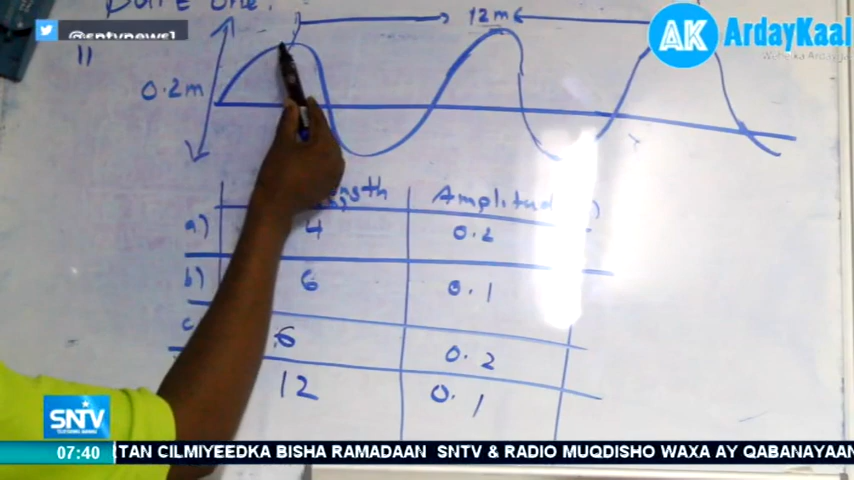 one.
12m
@sntvnews1
AK ArdayKaal
11
0.2m
Amplitud
a) 4 0.2
b) 6 0.1
c 6 0.2
12 0.1
SNTV
07:40 TAN CILMIYEEDKA BISHA RAMADAAN SNTV & RADIO MUQDISHO WAXA AY QABANAYAAN